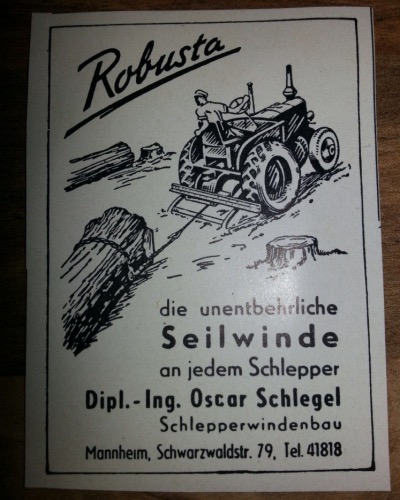 Robusta
die unentbehrliche
Seilwinde
an jedem Schlepper
Dipl.-Ing. Oscar Schlegel
Schlepperwindenbau
Mannheim, Schwarzwaldstr. 79, Tel. 41818